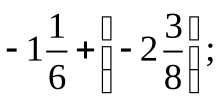 - 1 1/6 + (- 2 3/8);